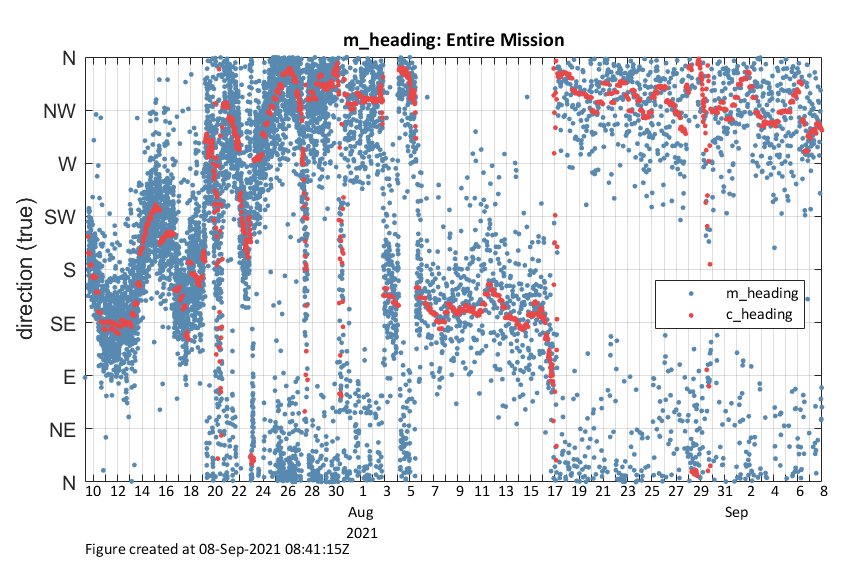 m_heading: Entire Mission
direction (true)
N
NW
W
SW
S
SE
E
NE
N
m_heading
c_heading
10 12 14 16 18 20 22 24 26 28 30 1 3 5 7 9 11 13 15 17 19 21 23 25 27 29 31 2 4 6 8
Aug Sep
2021
Figure created at 08-Sep-2021 08:41:15Z